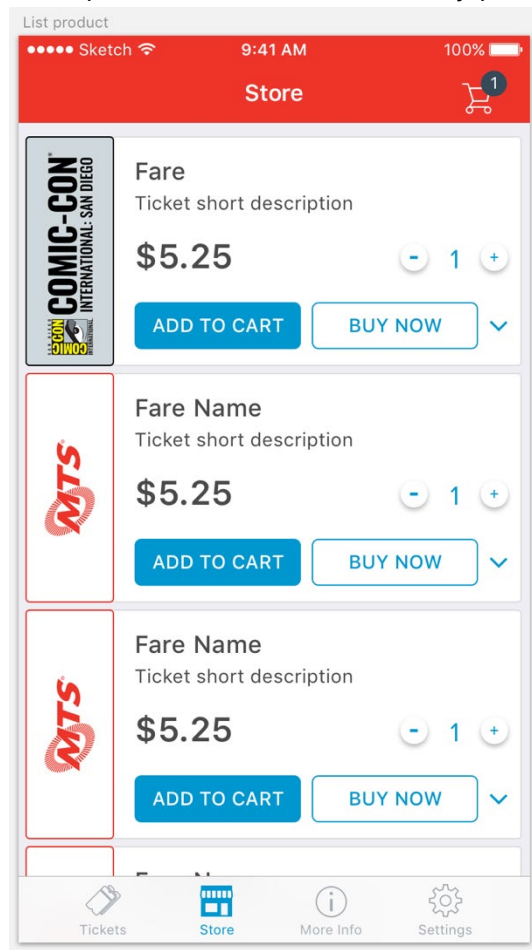 List product
Sketch
9:41 AM
100%
Store
1
COMIC-CON
INTERNATIONAL: SAN DIEGO
COMIC
CON
Fare
Ticket short description
$5.25
- 1 +
ADD TO CART
BUY NOW
MTS
Fare Name
Ticket short description
$5.25
- 1 +
ADD TO CART
BUY NOW
MTS
Fare Name
Ticket short description
$5.25
- 1 +
ADD TO CART
BUY NOW
Tickets
Store
More Info
Settings